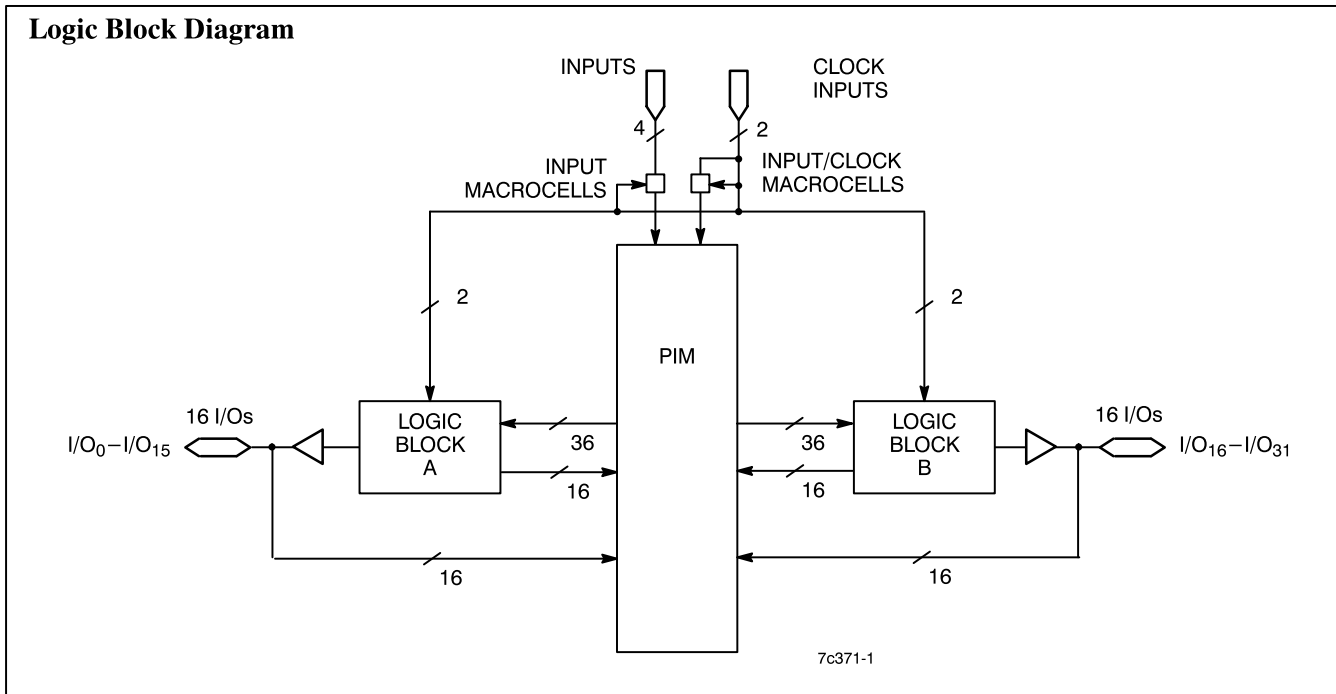 Logic Block Diagram
INPUTS
CLOCK
INPUTS
4
2
INPUT
MACROCELLS
INPUT/CLOCK
MACROCELLS
2
2
PIM
16 I/Os
LOGIC
BLOCK
A
36
36
LOGIC
BLOCK
B
16 I/Os
I/O₀−I/O₁₅
I/O₁₆−I/O₃₁
16
16
16
16
7c371-1